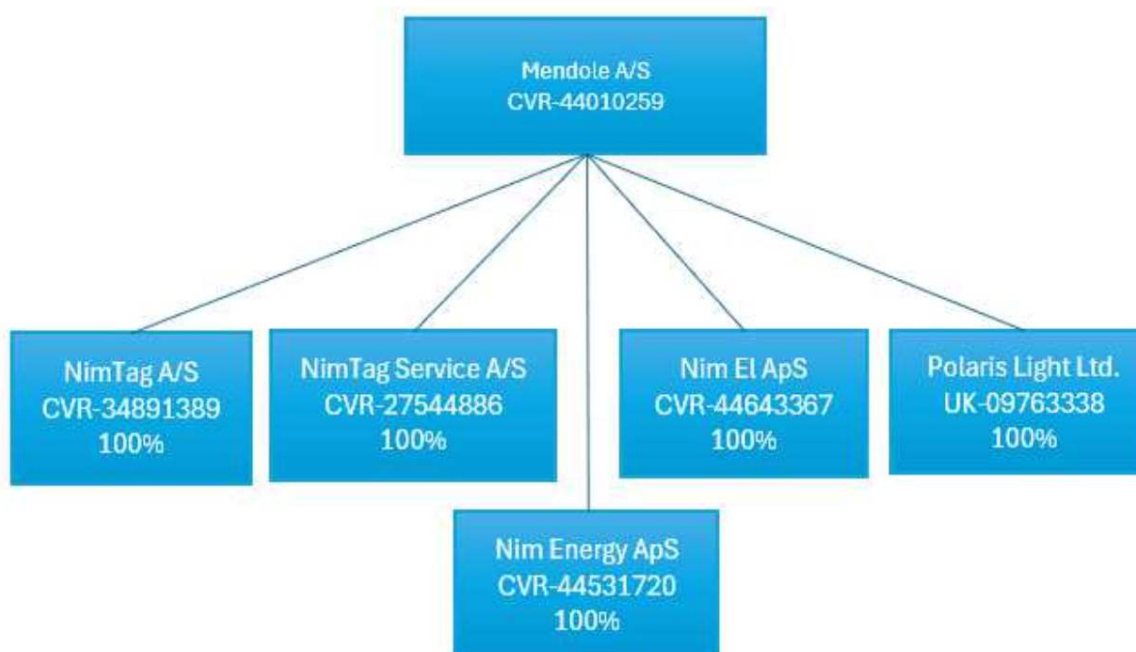 Mendole A/S
CVR-44010259
NimTag A/S
CVR-34891389
100%
NimTag Service A/S
CVR-27544886
100%
Nim El ApS
CVR-44643367
100%
Polaris Light Ltd.
UK-09763338
100%
Nim Energy ApS
CVR-44531720
100%